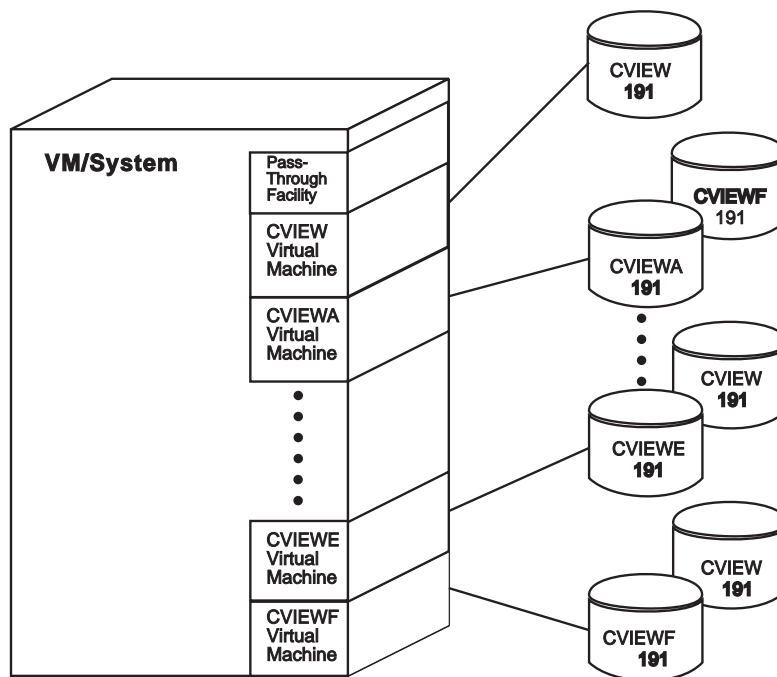 VM/System
Pass-
Through
Facility
CVIEW
Virtual
Machine
CVIEWA
Virtual
Machine
CVIEWE
Virtual
Machine
CVIEWF
Virtual
Machine
CVIEW
191
CVIEWF
191
CVIEWA
191
CVIEW
191
CVIEWE
191
CVIEW
191
CVIEWF
191